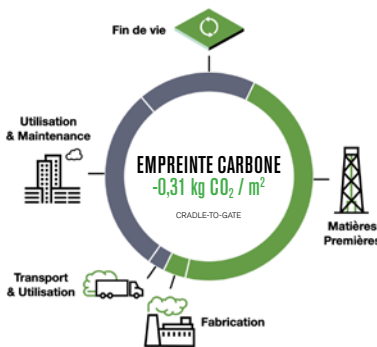 Fin de vie
Utilisation
& Maintenance
EMPREINTE CARBONE
-0,31 kg CO₂ / m²
CRADLE-TO-GATE
Matières
Premières
Transport
& Utilisation
Fabrication